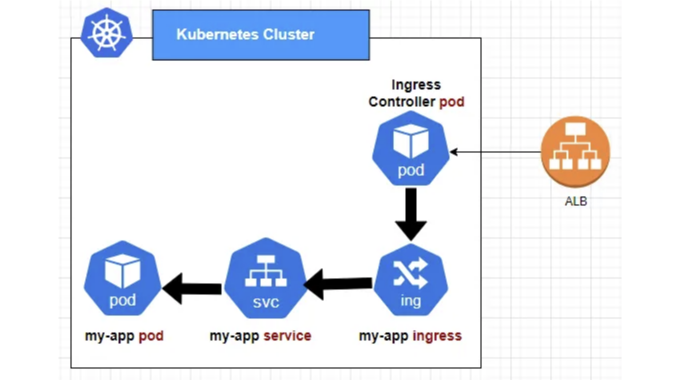 Kubernetes Cluster
Ingress
Controller pod
pod
ALB
pod
svc
ing
my-app pod
my-app service
my-app ingress